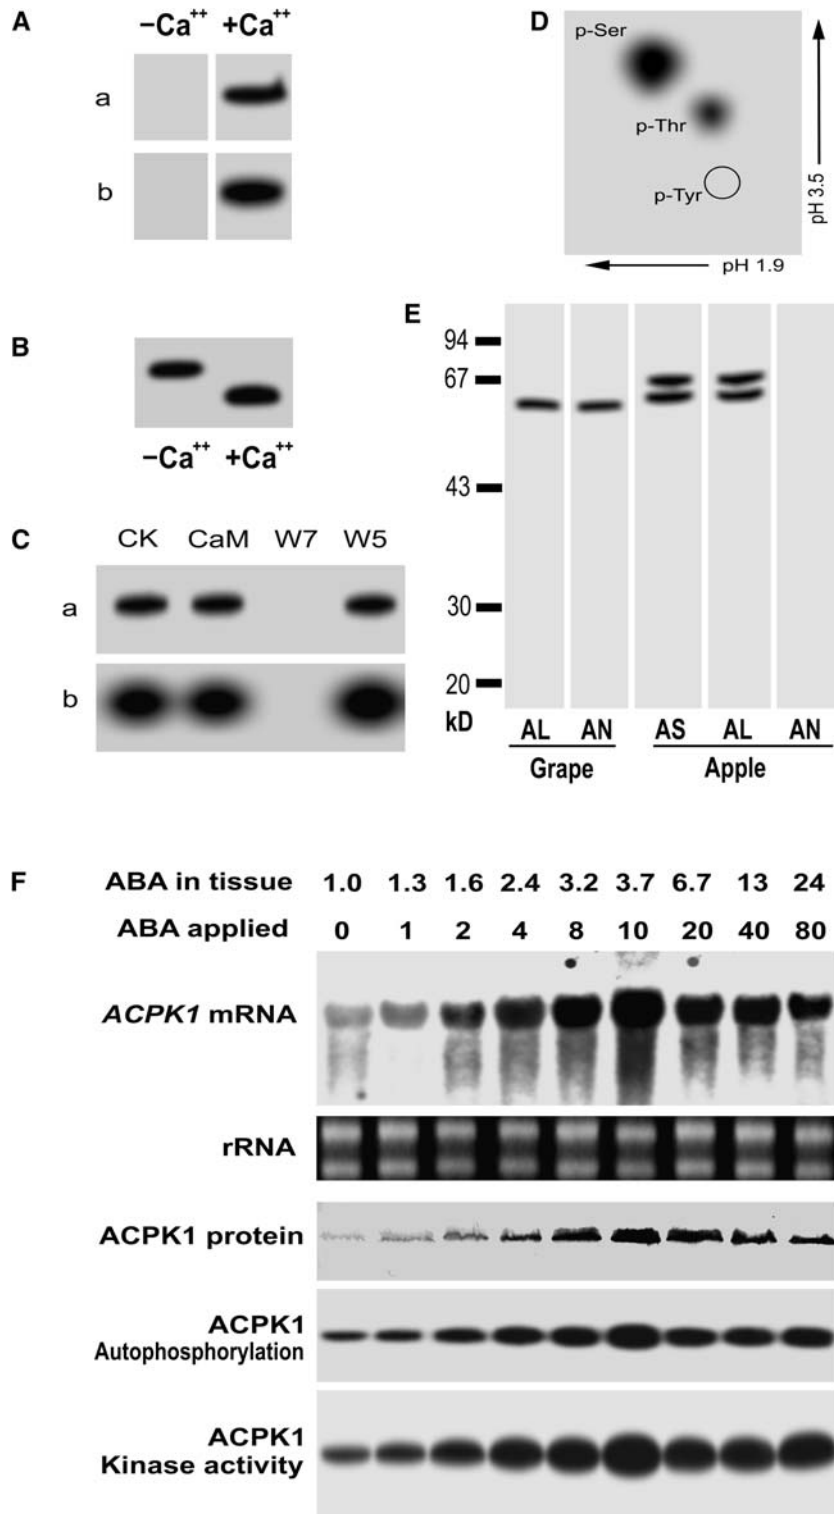 A
−Ca++ +Ca++
a
b
B
−Ca++ +Ca++
C
CK CaM W7 W5
a
b
D
p-Ser
p-Thr
p-Tyr
pH 3.5
pH 1.9
E
94
67
43
30
20
kD
AL AN AS AL AN
Grape Apple
F
ABA in tissue 1.0 1.3 1.6 2.4 3.2 3.7 6.7 13 24
ABA applied 0 1 2 4 8 10 20 40 80
ACPK1 mRNA
rRNA
ACPK1 protein
ACPK1
Autophosphorylation
ACPK1
Kinase activity